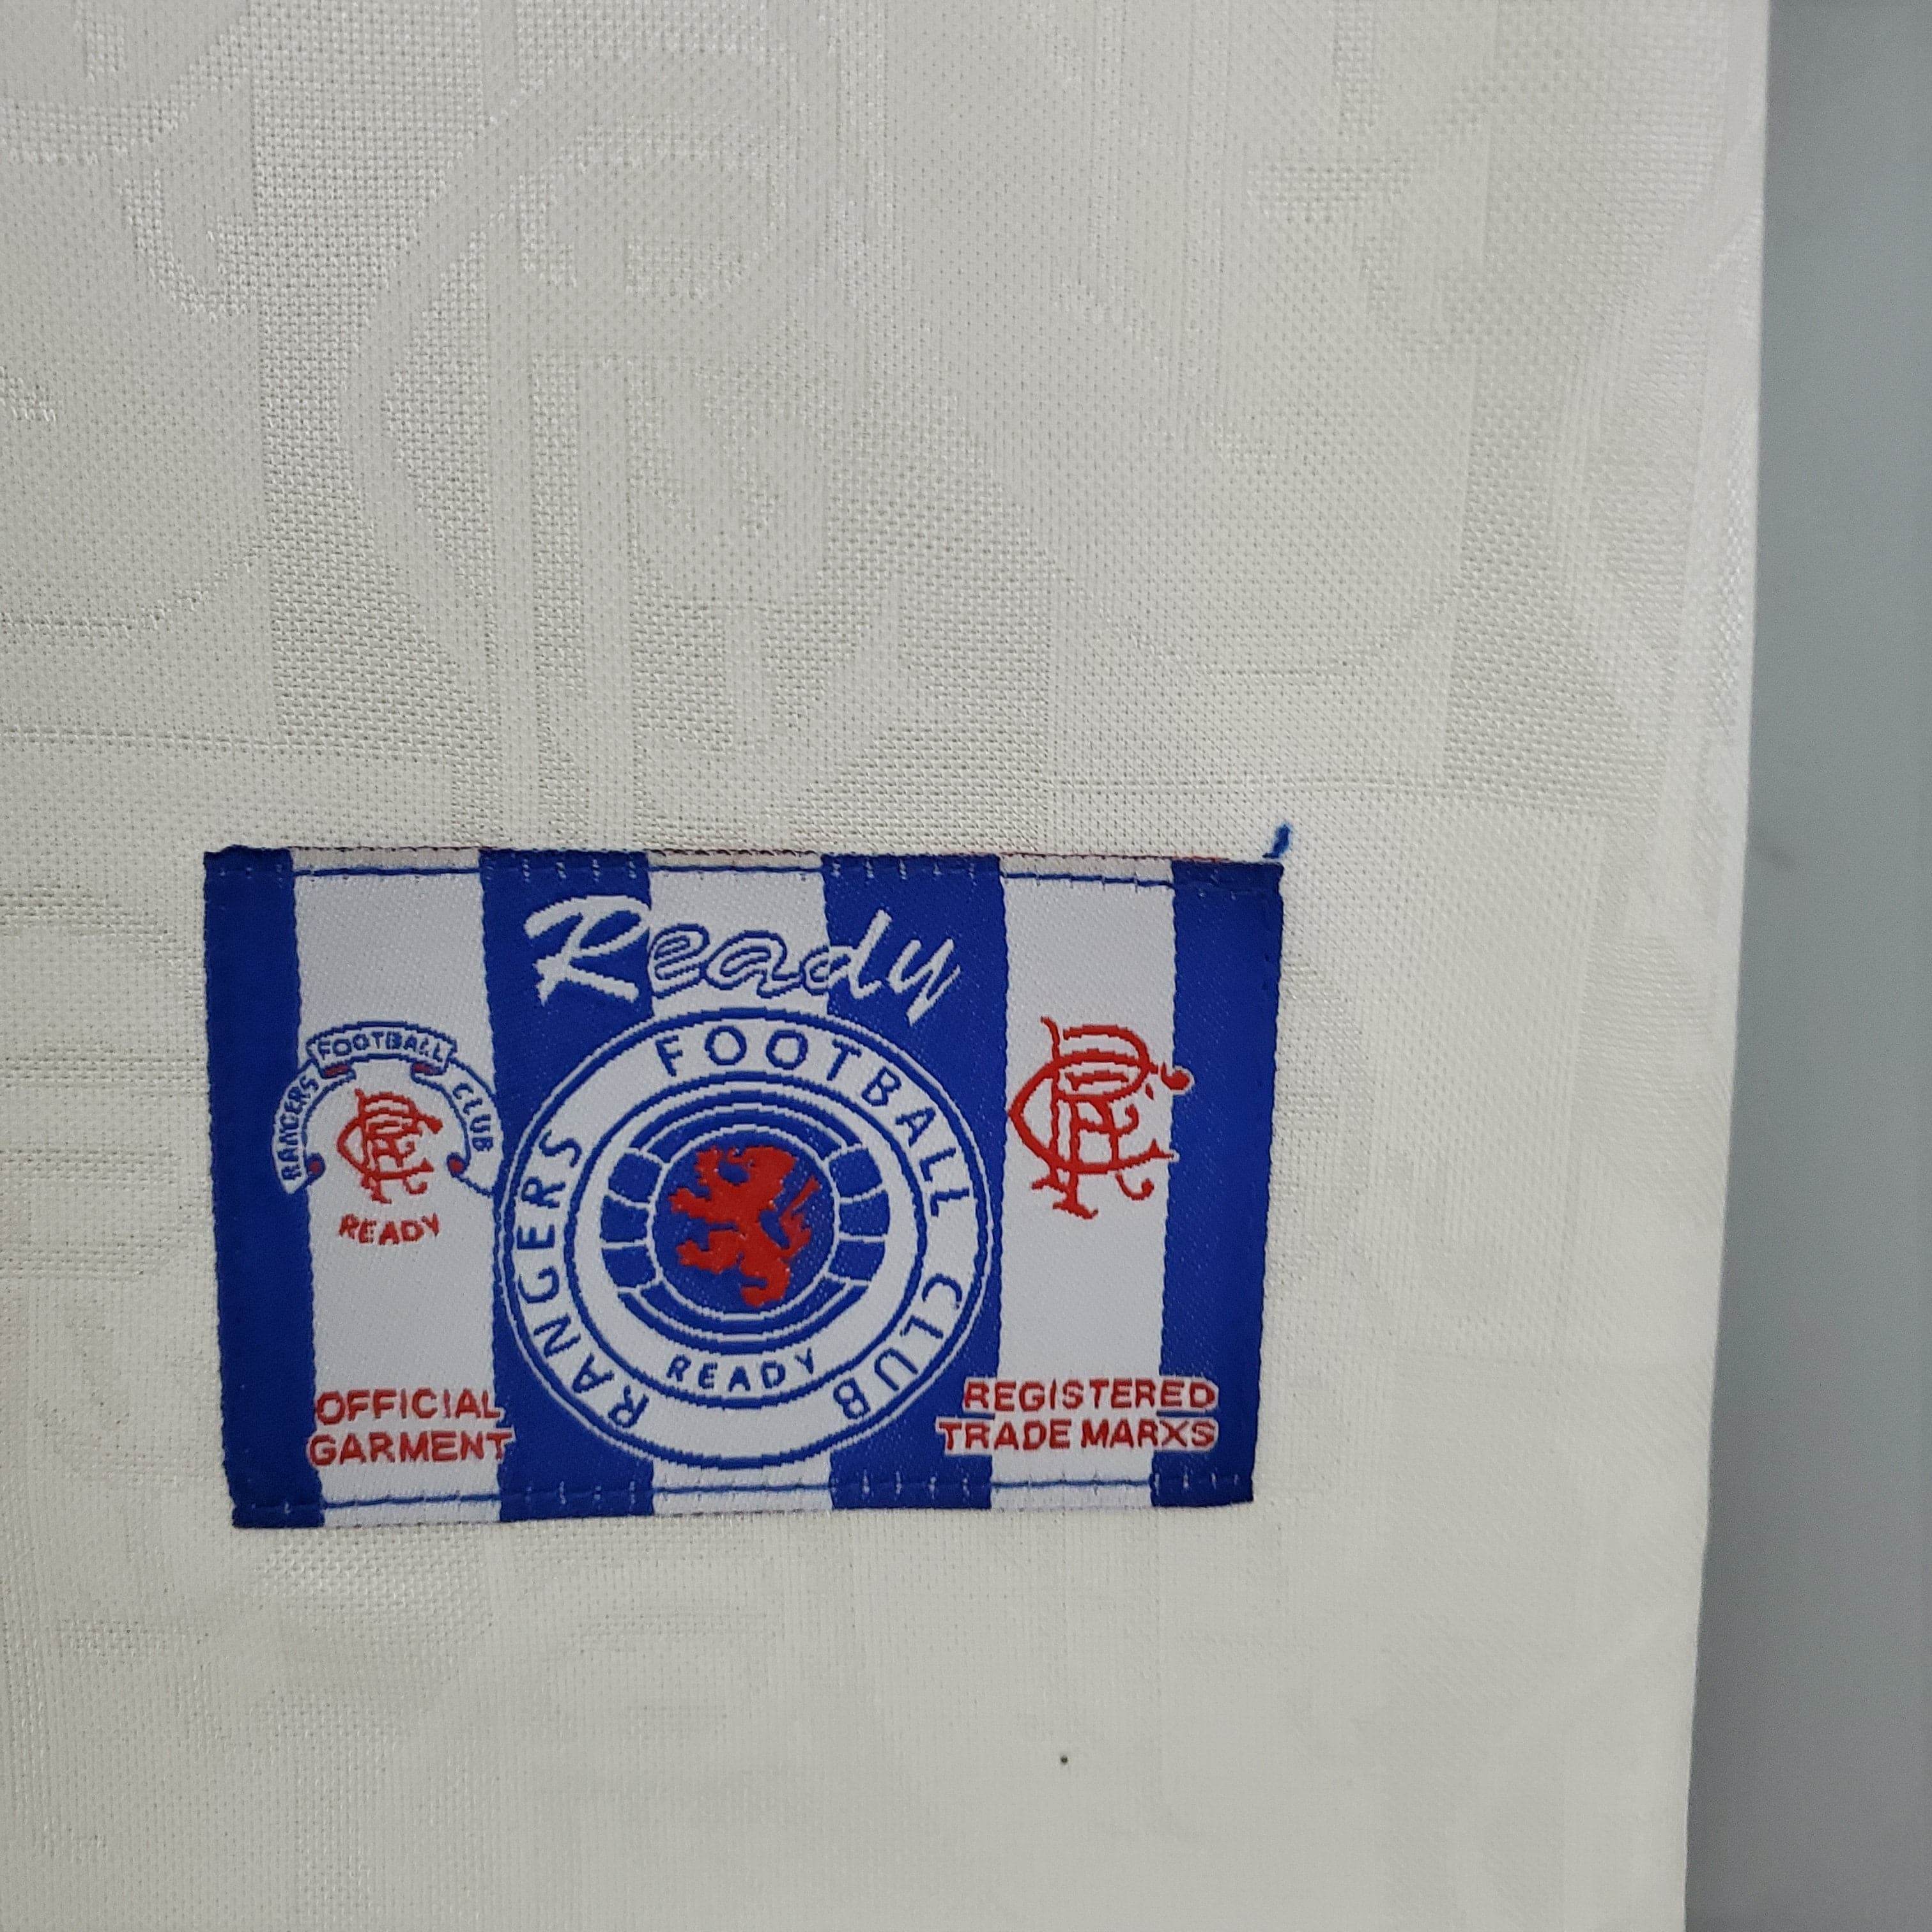 Ready
RANGERS FOOTBALL CLUB
READY
RANGERS FOOTBALL CLUB
READY
OFFICIAL
GARMENT
REGISTERED
TRADE MARXS